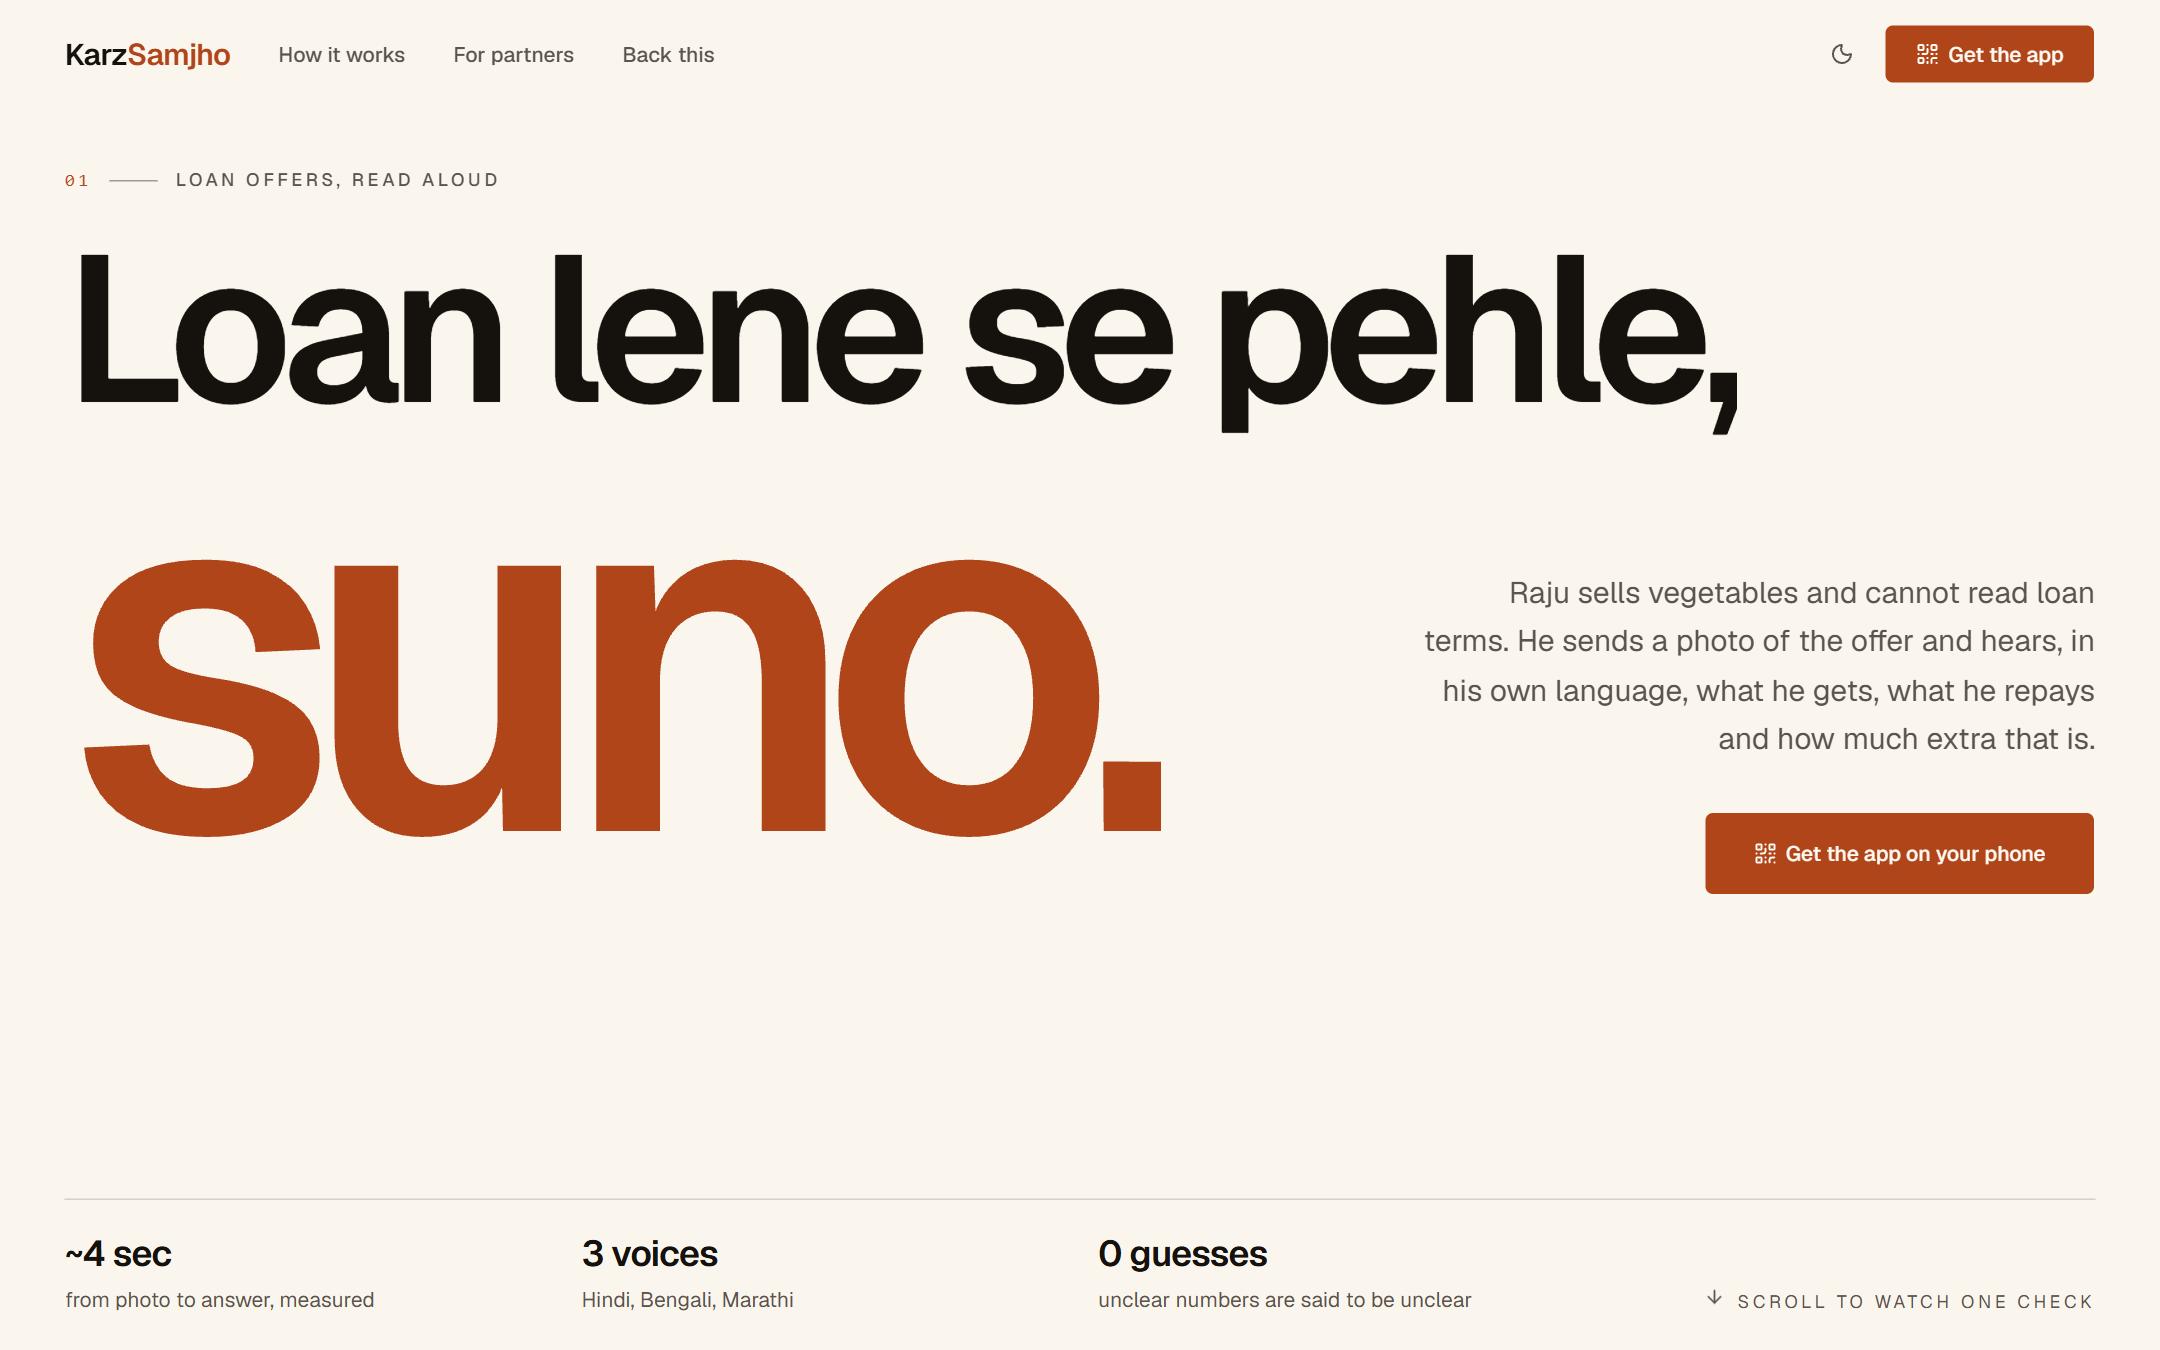 KarzSamjho
How it works
For partners
Back this
Get the app
01
LOAN OFFERS, READ ALOUD
Loan lene se pehle,
suno.
Raju sells vegetables and cannot read loan
terms. He sends a photo of the offer and hears, in
his own language, what he gets, what he repays
and how much extra that is.
Get the app on your phone
~4 sec
from photo to answer, measured
3 voices
Hindi, Bengali, Marathi
0 guesses
unclear numbers are said to be unclear
SCROLL TO WATCH ONE CHECK